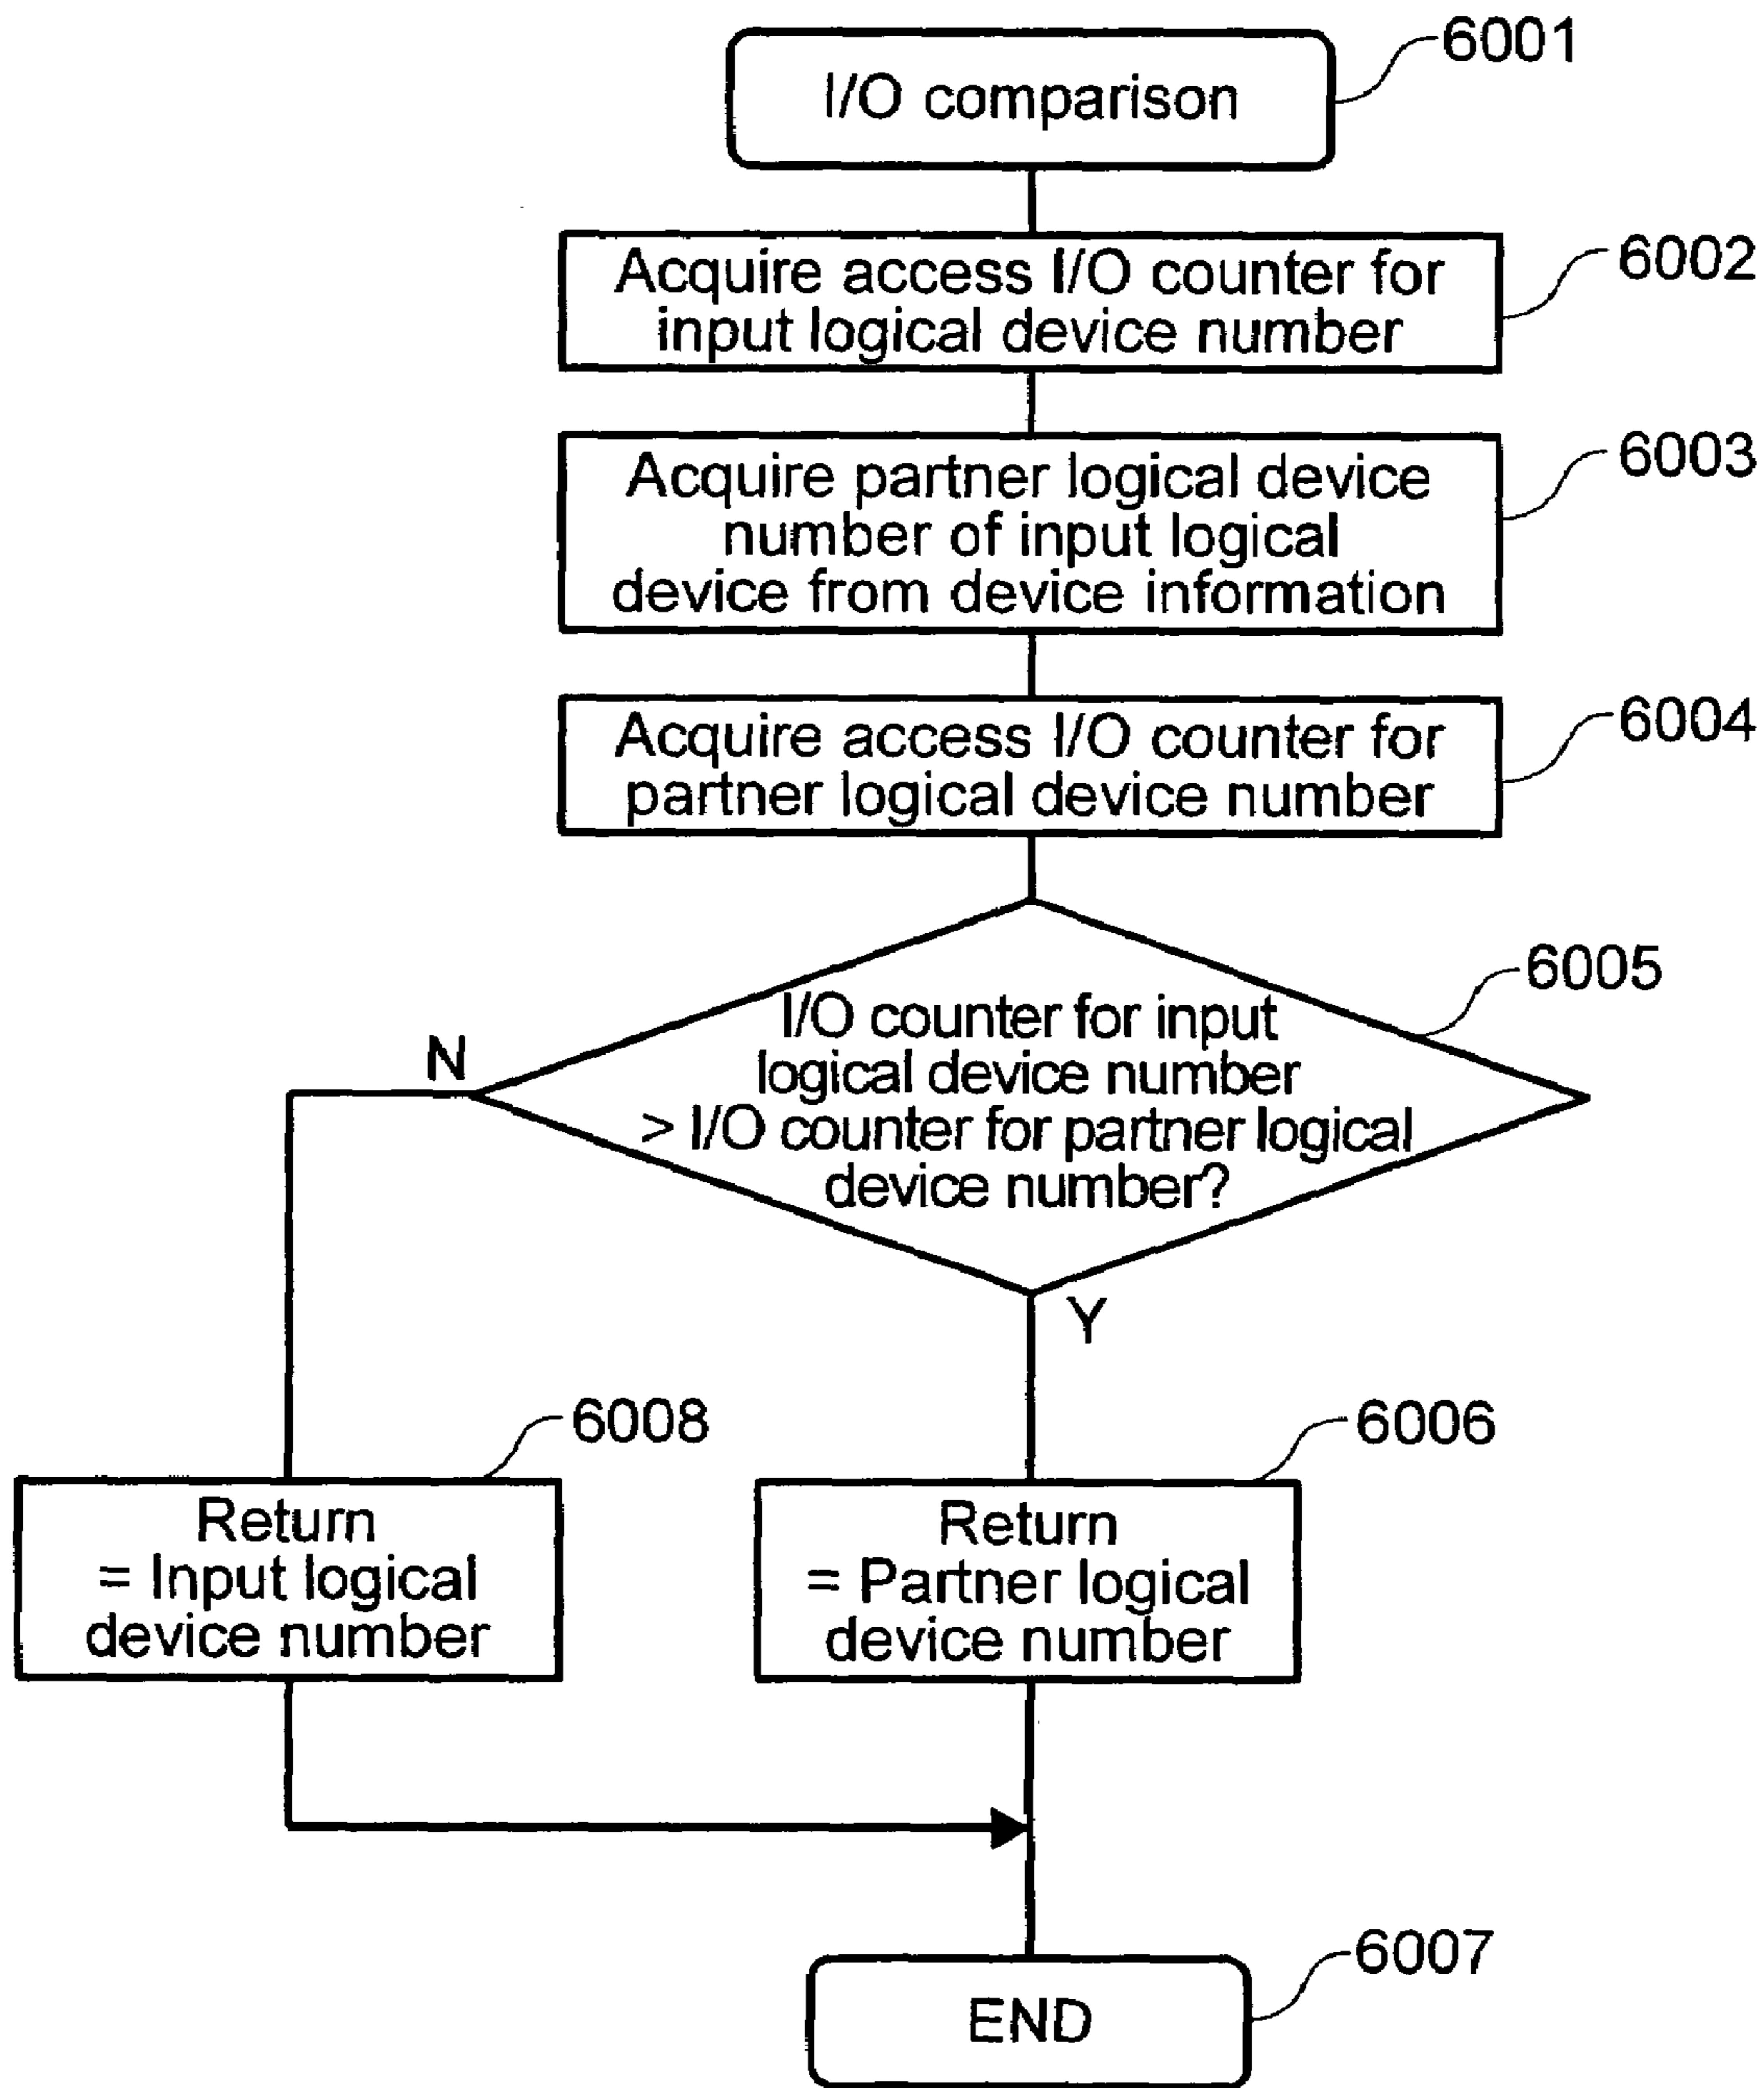 6001
I/O comparison
6002
Acquire access I/O counter for
input logical device number
6003
Acquire partner logical device
number of input logical
device from device information
6004
Acquire access I/O counter for
partner logical device number
6005
I/O counter for input
logical device number
> I/O counter for partner logical
device number?
N
Y
6008
Return
= Input logical
device number
6006
Return
= Partner logical
device number
6007
END